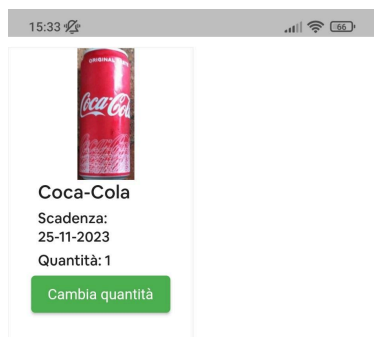 15:33
66
ORIGINAL TASTE
Coca-Cola
Coca-Cola
Scadenza:
25-11-2023
Quantità: 1
Cambia quantità